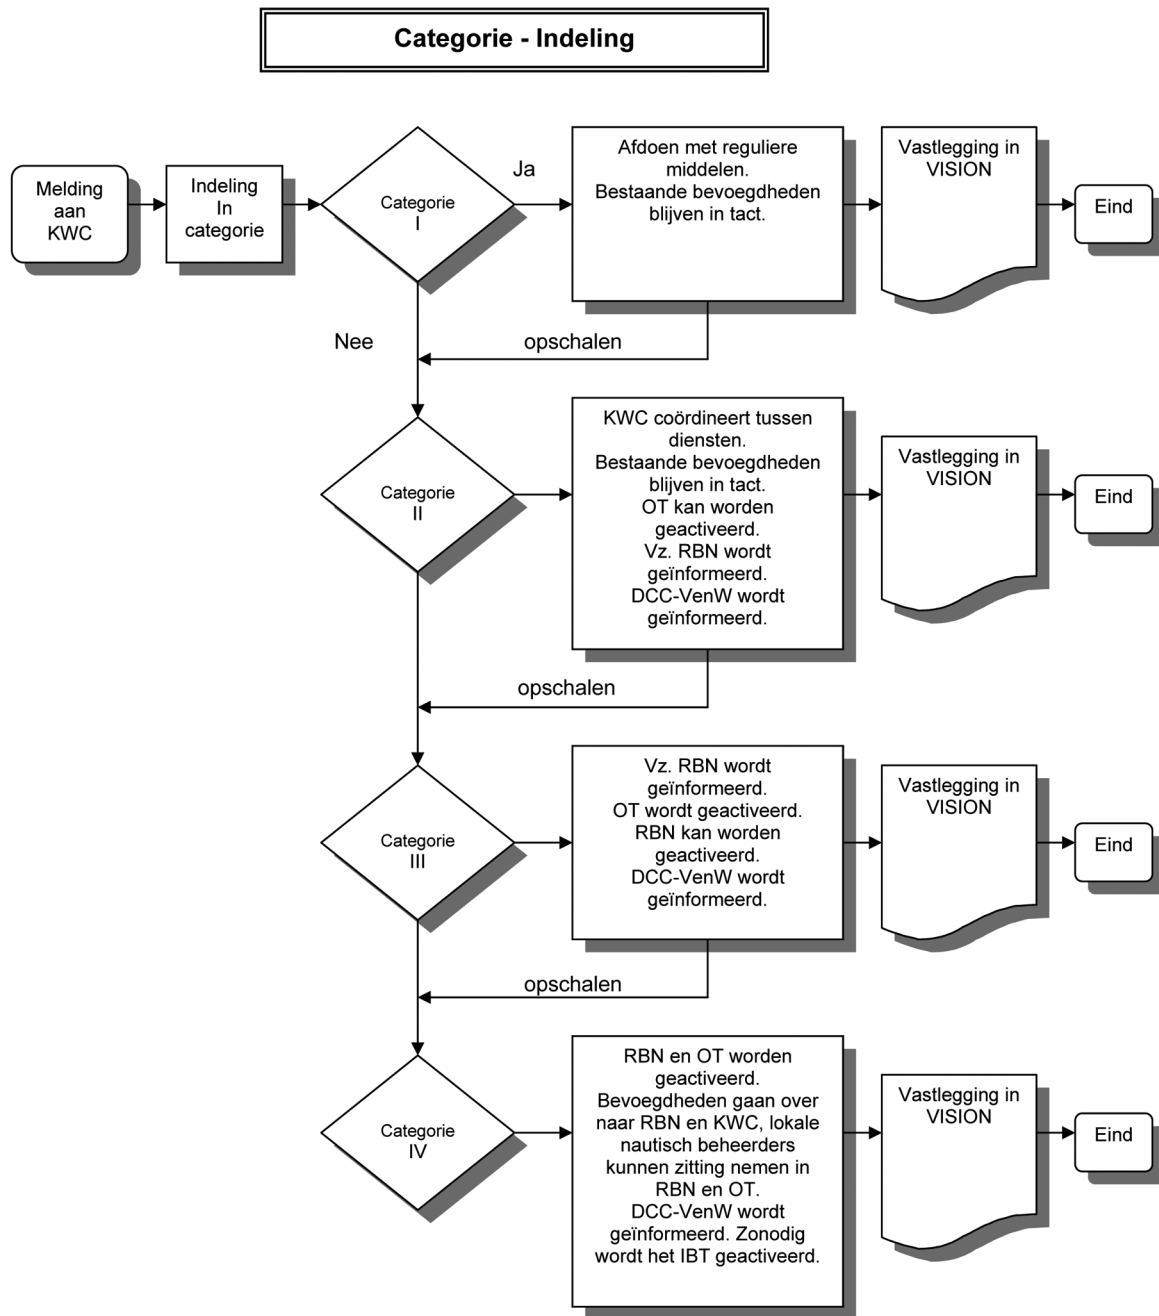 Categorie - Indeling
Melding
aan
KWC
Indeling
In
categorie
Categorie
I
Ja
Afdoen met reguliere
middelen.
Bestaande bevoegdheden
blijven in tact.
Vastlegging in
VISION
Eind
Nee
opschalen
Categorie
II
KWC coördineert tussen
diensten.
Bestaande bevoegdheden
blijven in tact.
OT kan worden
geactiveerd.
Vz. RBN wordt
geïnformeerd.
DCC-VenW wordt
geïnformeerd.
Vastlegging in
VISION
Eind
opschalen
Categorie
III
Vz. RBN wordt
geïnformeerd.
OT wordt geactiveerd.
RBN kan worden
geactiveerd.
DCC-VenW wordt
geïnformeerd.
Vastlegging in
VISION
Eind
opschalen
Categorie
IV
RBN en OT worden
geactiveerd.
Bevoegdheden gaan over
naar RBN en KWC, lokale
nautisch beheerders
kunnen zitting nemen in
RBN en OT.
DCC-VenW wordt
geïnformeerd. Zonodig
wordt het IBT geactiveerd.
Vastlegging in
VISION
Eind